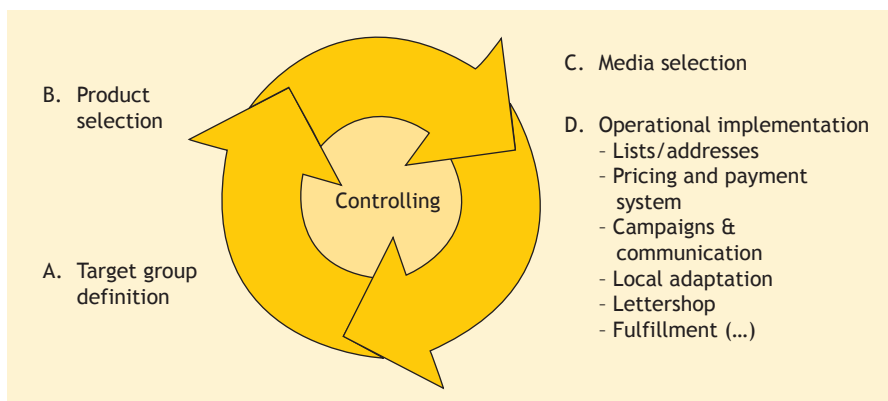 B. Product
selection
A. Target group
definition
Controlling
C. Media selection
D. Operational implementation
– Lists/addresses
– Pricing and payment
system
– Campaigns &
communication
– Local adaptation
– Lettershop
– Fulfillment (…)